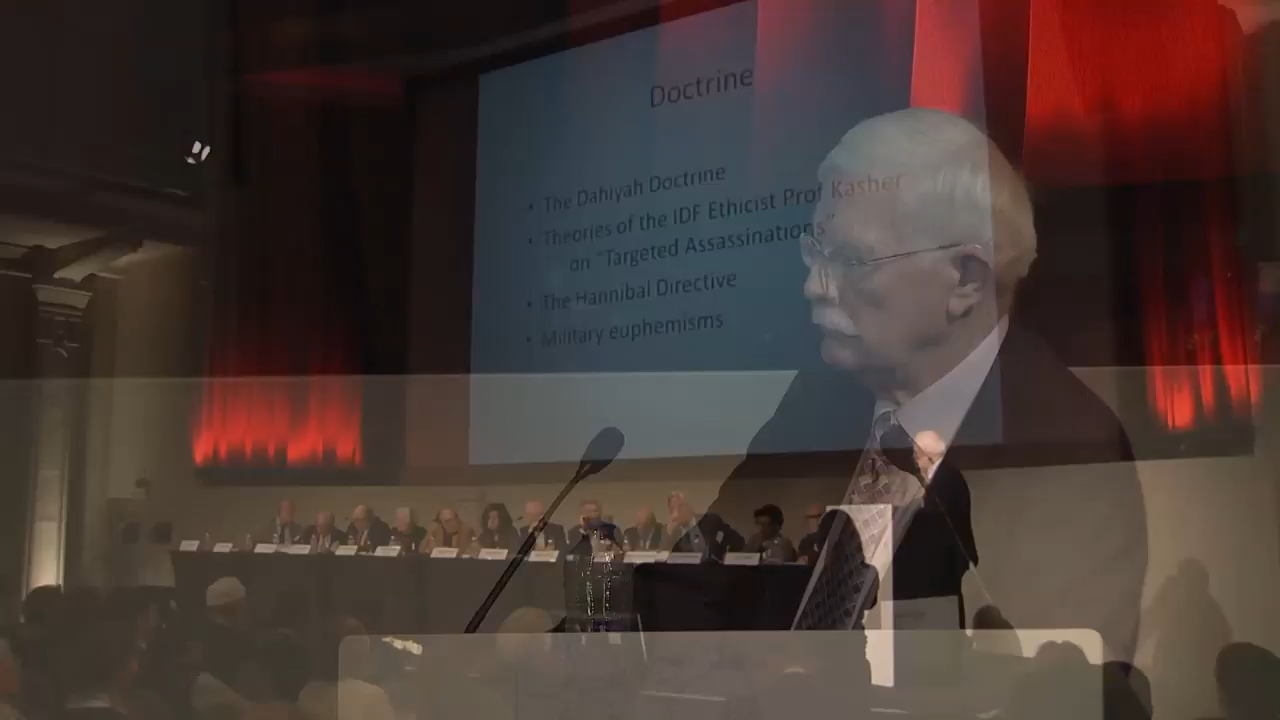 Doctrine
• The Dahiyah Doctrine
• Theories of the IDF Ethicist Prof Kasher
on "Targeted Assassinations"
• The Hannibal Directive
• Military euphemisms